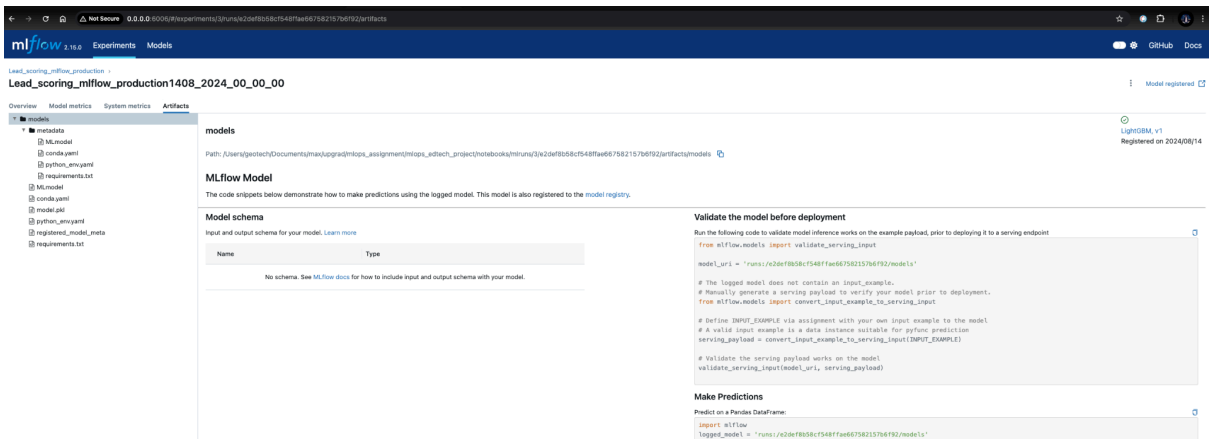 Not Secure 0.0.0.0:6006/#/experiments/3/runs/e2def8b58cf548ffae667582157b6f92/artifacts
mlflow 2.15.0 Experiments Models GitHub Docs
Lead_scoring_mlflow_production >
Lead_scoring_mlflow_production1408_2024_00_00_00
Model registered
Overview Model metrics System metrics Artifacts
models
metadata
MLmodel
conda.yaml
python_env.yaml
requirements.txt
MLmodel
conda.yaml
model.pkl
python_env.yaml
registered_model_meta
requirements.txt
models
Path: /Users/geotech/Documents/max/upgrad/mlops_assignment/mlops_edtech_project/notebooks/mlruns/3/e2def8b58cf548ffae667582157b6f92/artifacts/models
LightGBM, v1
Registered on 2024/08/14
MLflow Model
The code snippets below demonstrate how to make predictions using the logged model. This model is also registered to the model registry.
Model schema
Input and output schema for your model. Learn more
Name Type
No schema. See MLflow docs for how to include input and output schema with your model.
Validate the model before deployment
Run the following code to validate model inference works on the example payload, prior to deploying it to a serving endpoint
from mlflow.models import validate_serving_input
model_uri = 'runs:/e2def8b58cf548ffae667582157b6f92/models'
# The logged model does not contain an input_example.
# Manually generate a serving payload to verify your model prior to deployment.
from mlflow.models import convert_input_example_to_serving_input
# Define INPUT_EXAMPLE via assignment with your own input example to the model
# A valid input example is a data instance suitable for pyfunc prediction
serving_payload = convert_input_example_to_serving_input(INPUT_EXAMPLE)
# Validate the serving payload works on the model
validate_serving_input(model_uri, serving_payload)
Make Predictions
Predict on a Pandas DataFrame:
import mlflow
logged_model = 'runs:/e2def8b58cf548ffae667582157b6f92/models'